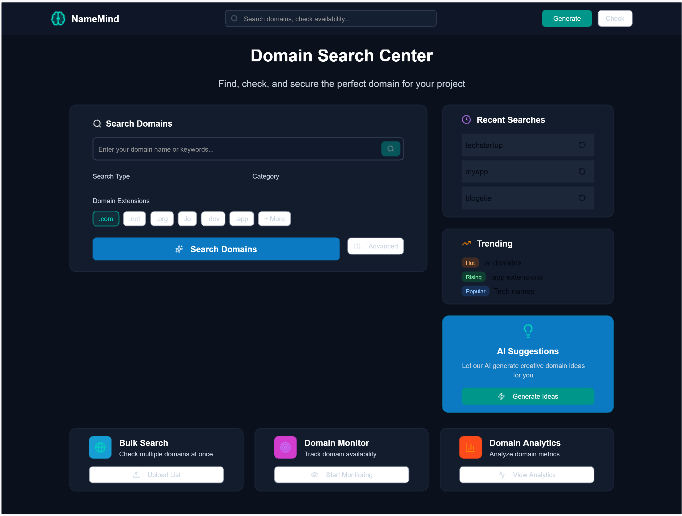 NameMind
Search domains, check availability...
Generate
Check
Domain Search Center
Find, check, and secure the perfect domain for your project
Search Domains
Enter your domain name or keywords...
Search Type
Category
Domain Extensions
.com
.net
.org
.io
.dev
.app
+ More
Search Domains
Advanced
Recent Searches
techstartup
myapp
blogsite
Trending
Hot
Rising
Popular
Tech names
AI Suggestions
Let our AI generate creative domain ideas
for you
Generate Ideas
Bulk Search
Check multiple domains at once
Upload List
Domain Monitor
Track domain availability
Start Monitoring
Domain Analytics
Analyze domain metrics
View Analytics